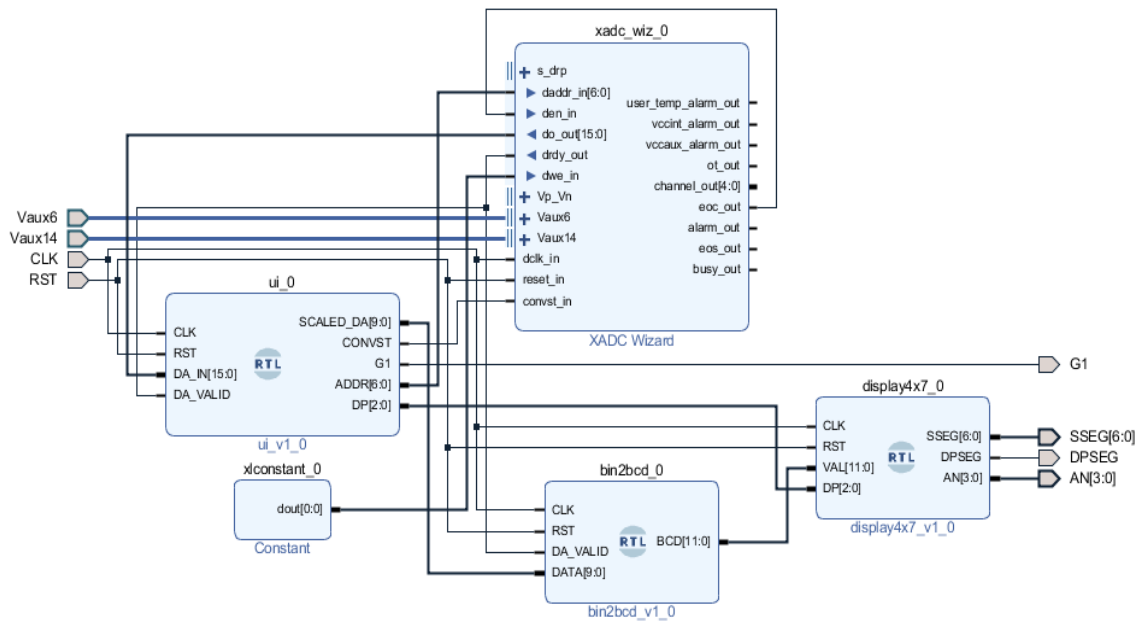 xadc_wiz_0
s_drp
daddr_in[6:0]
den_in
do_out[15:0]
drdy_out
dwe_in
Vp_Vn
Vaux6
Vaux14
dclk_in
reset_in
convst_in
user_temp_alarm_out
vccint_alarm_out
vccaux_alarm_out
ot_out
channel_out[4:0]
eoc_out
alarm_out
eos_out
busy_out
XADC Wizard
Vaux6
Vaux14
CLK
RST
ui_0
CLK
RST
DA_IN[15:0]
DA_VALID
RTL
SCALED_DA[9:0]
CONVST
G1
ADDR[6:0]
DP[2:0]
ui_v1_0
G1
display4x7_0
CLK
RST
VAL[11:0]
DP[2:0]
RTL
SSEG[6:0]
DPSEG
AN[3:0]
display4x7_v1_0
SSEG[6:0]
DPSEG
AN[3:0]
xlconstant_0
dout[0:0]
Constant
bin2bcd_0
CLK
RST
DA_VALID
DATA[9:0]
RTL
BCD[11:0]
bin2bcd_v1_0